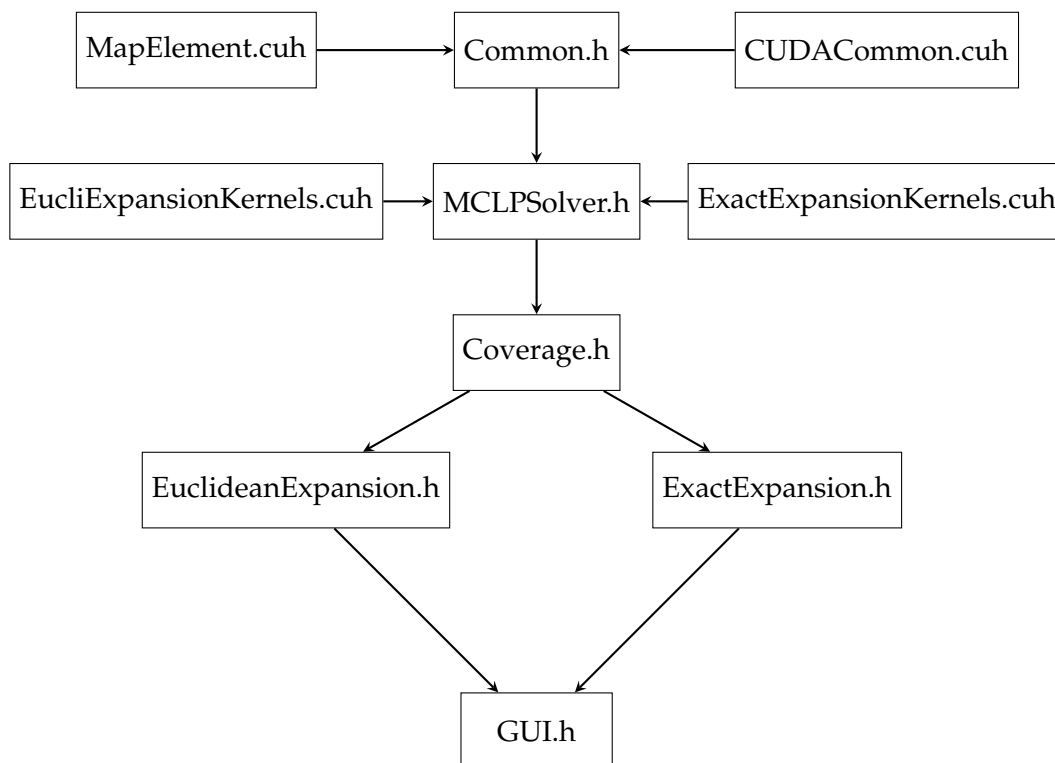 MapElement.cuh
Common.h
CUDACommon.cuh
EucliExpansionKernels.cuh
MCLPSolver.h
ExactExpansionKernels.cuh
Coverage.h
EuclideanExpansion.h
ExactExpansion.h
GUI.h